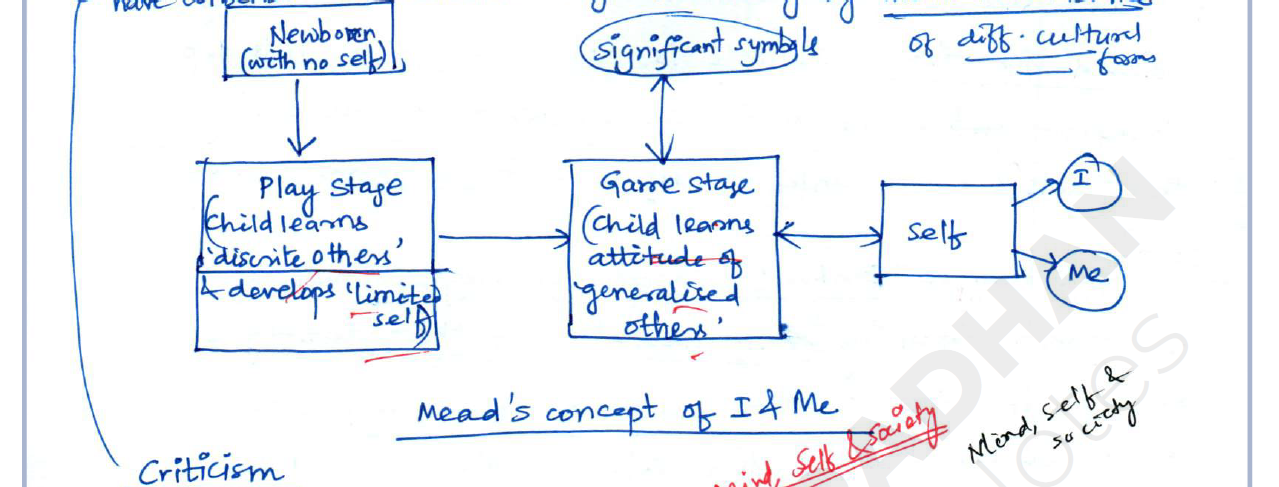 Newborn
(with no self)
significant symbols
of diff. cultural
forms
Play Stage
(Child learns
'discrite others'
& develops 'limited
self)
Game Stage
(Child learns
attitude of
'generalised
others'
Self
I
Me
Mead's concept of I & Me
Mind, Self & Society
Mind, Self &
society
Criticism
ADHAN
Notes